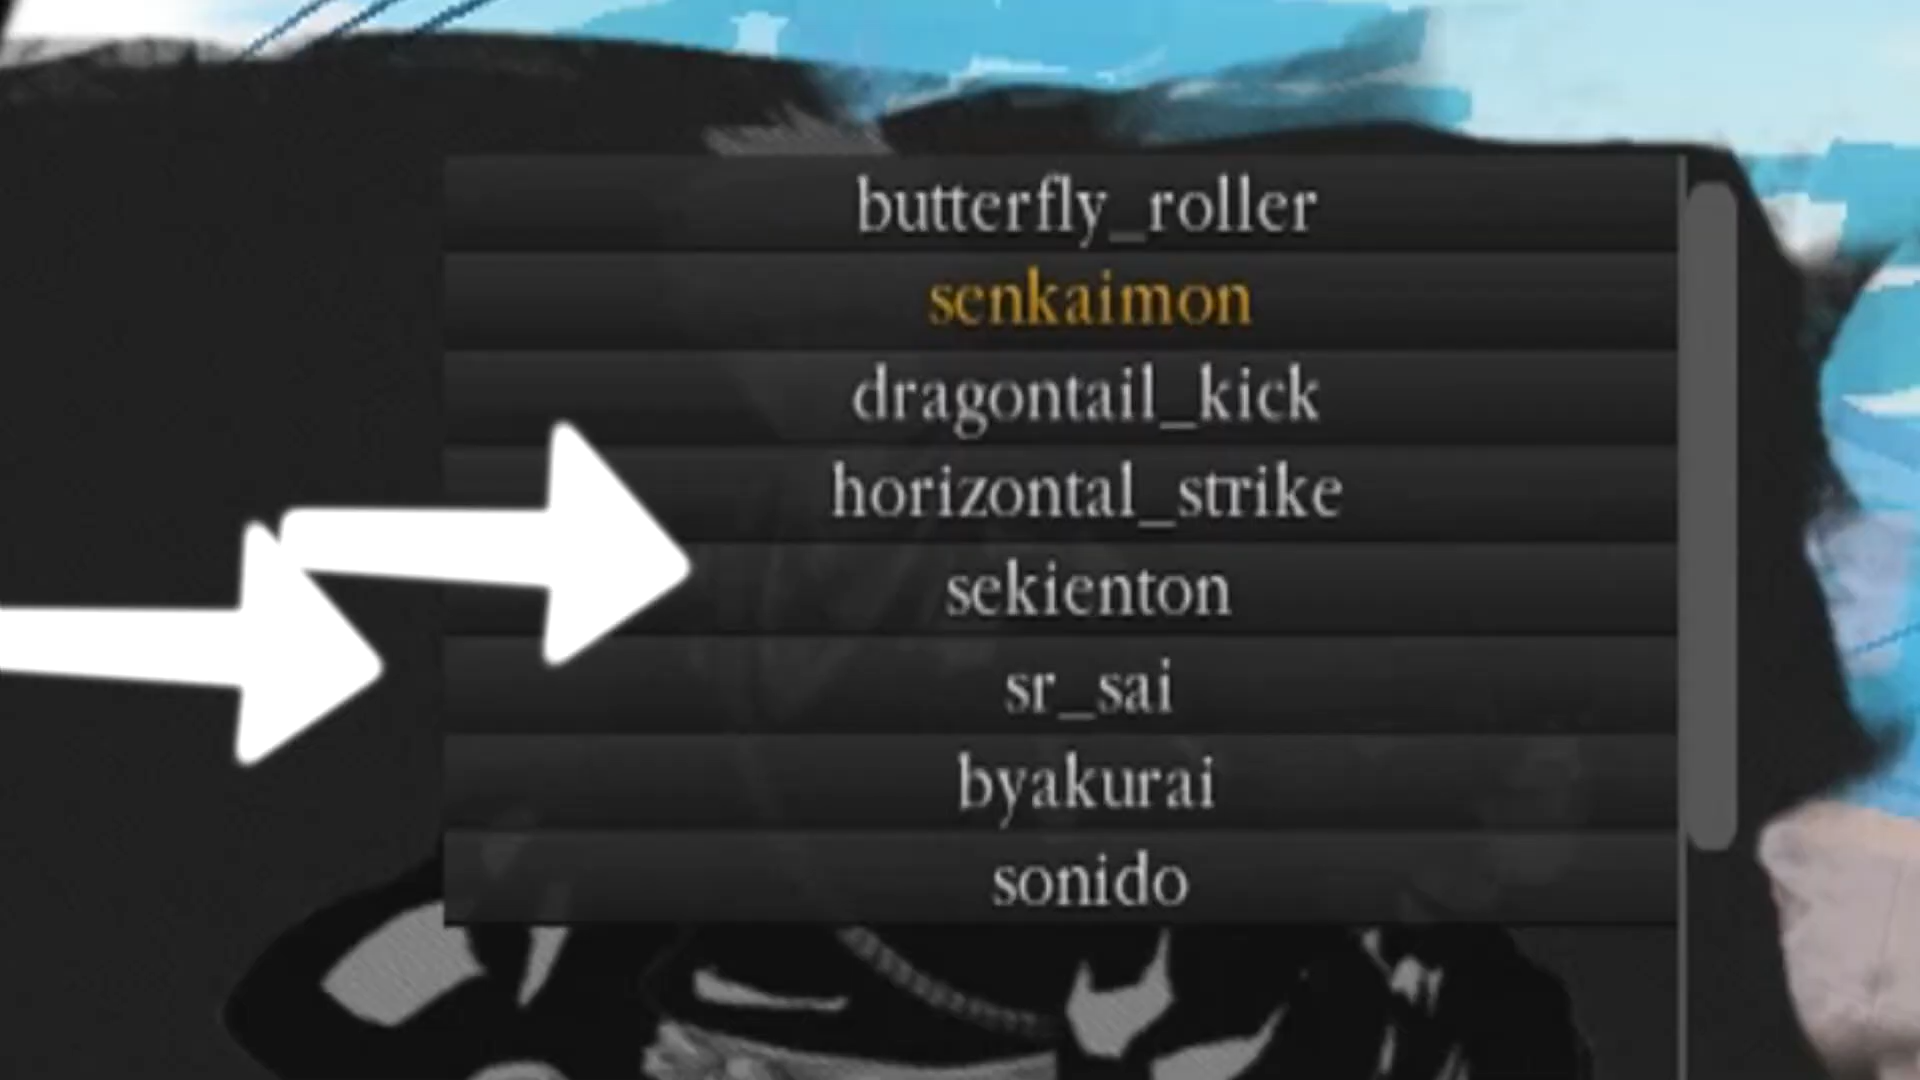 butterfly_roller
senkaimon
dragontail_kick
horizontal_strike
sekienton
sr_sai
byakurai
sonido